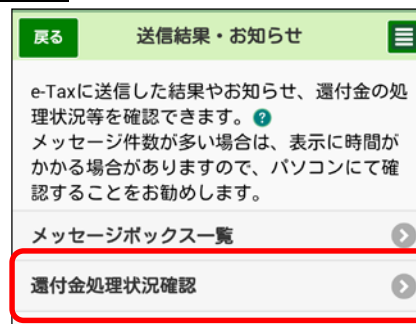 戻る 送信結果・お知らせ
e-Taxに送信した結果やお知らせ、還付金の処
理状況等を確認できます。?
メッセージ件数が多い場合は、表示に時間が
かかる場合がありますので、パソコンにて確
認することをお勧めします。
メッセージボックス一覧
還付金処理状況確認